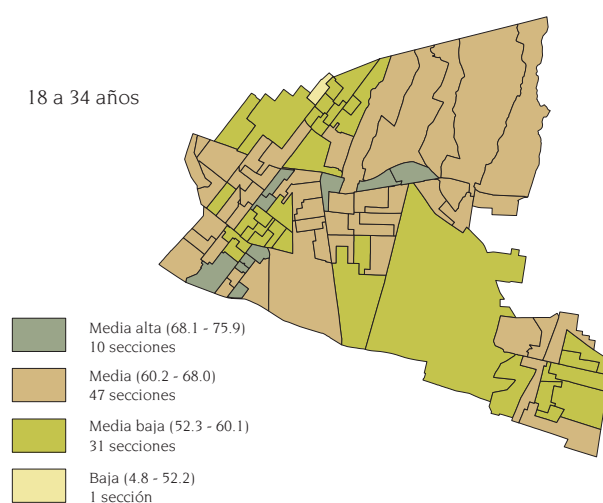 18 a 34 años
Media alta (68.1 - 75.9)
10 secciones
Media (60.2 - 68.0)
47 secciones
Media baja (52.3 - 60.1)
31 secciones
Baja (4.8 - 52.2)
1 sección